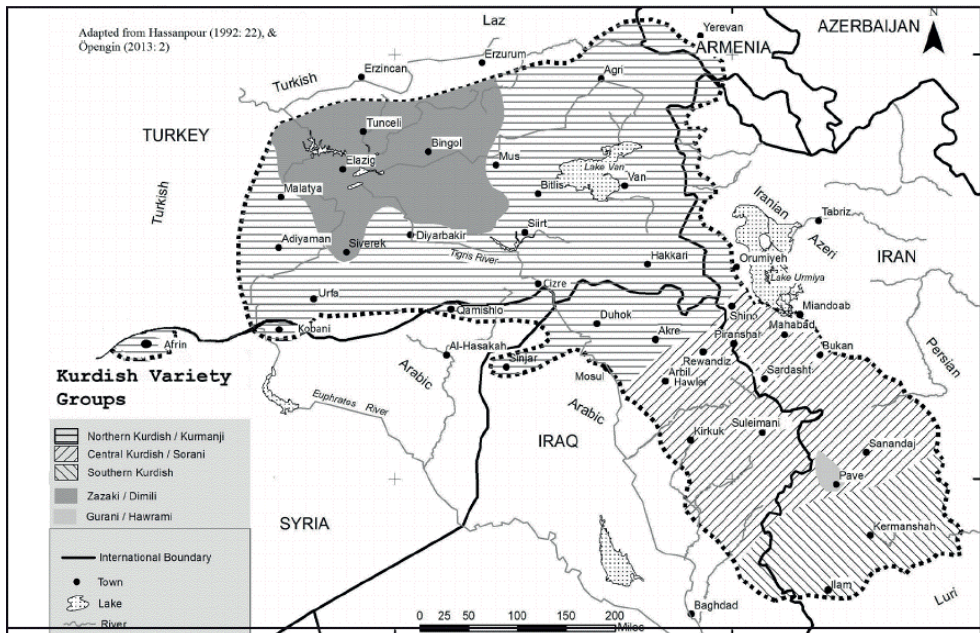 Adapted from Hassanpour (1992: 22), &
Öpengin (2013: 2)
Laz
Yerevan
AZERBAIJAN
N
ARMENIA
Erzurum
Erzincan
Turkish
Agri
TURKEY
Tunceli
Bingol
Elazig
Mus
Lake Van
Van
Bitlis
Malatya
Turkish
Iranian
Tabriz
Azeri
Siirt
Adiyaman
Siverek
Diyarbakir
Tigris River
Hakkari
Orumiyeh
IRAN
Lake Urmiya
Cizre
Urfa
Qamishlo
Shino
Miandoab
Kobani
Duhok
Mahabad
Afrin
Akre
Piranshar
Al-Hasakah
Sinjar
Rewandiz
Bukan
Persian
Arabic
Mosul
Arbil
Hawler
Sardasht
Kurdish Variety
Groups
Euphrates River
Arabic
Northern Kurdish / Kurmanji
Central Kurdish / Sorani
Southern Kurdish
Zazaki / Dimili
Gurani / Hawrami
IRAQ
Kirkuk
Suleimani
Sanandaj
Pave
SYRIA
Kermanshah
International Boundary
Town
Lake
River
Ilam
Luri
Baghdad
0 25 50 100 150 200
Miles